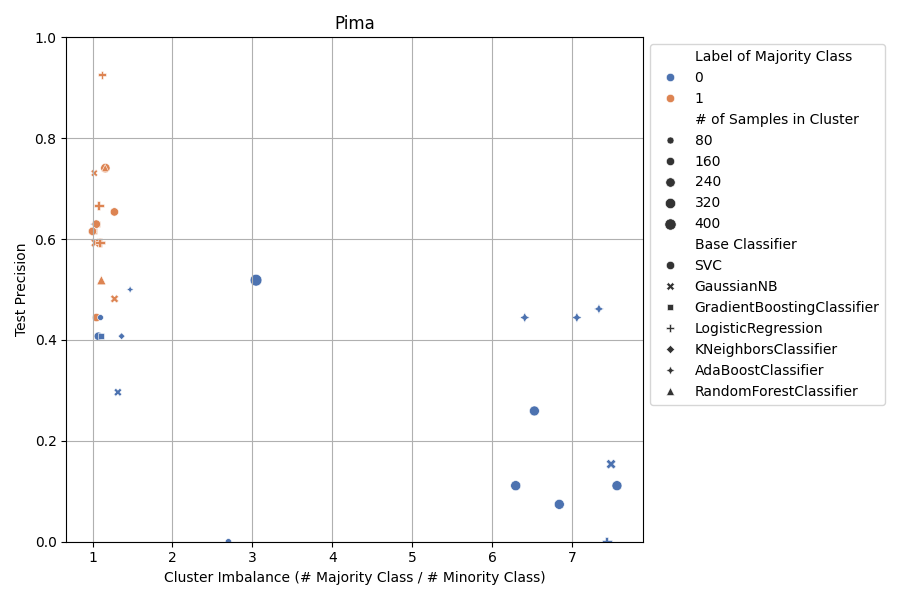 Pima
Test Precision
1.0
0.8
0.6
0.4
0.2
0.0
1
2
3
4
5
6
7
Cluster Imbalance (# Majority Class / # Minority Class)
Label of Majority Class
0
1
# of Samples in Cluster
80
160
240
320
400
Base Classifier
SVC
GaussianNB
GradientBoostingClassifier
LogisticRegression
KNeighborsClassifier
AdaBoostClassifier
RandomForestClassifier